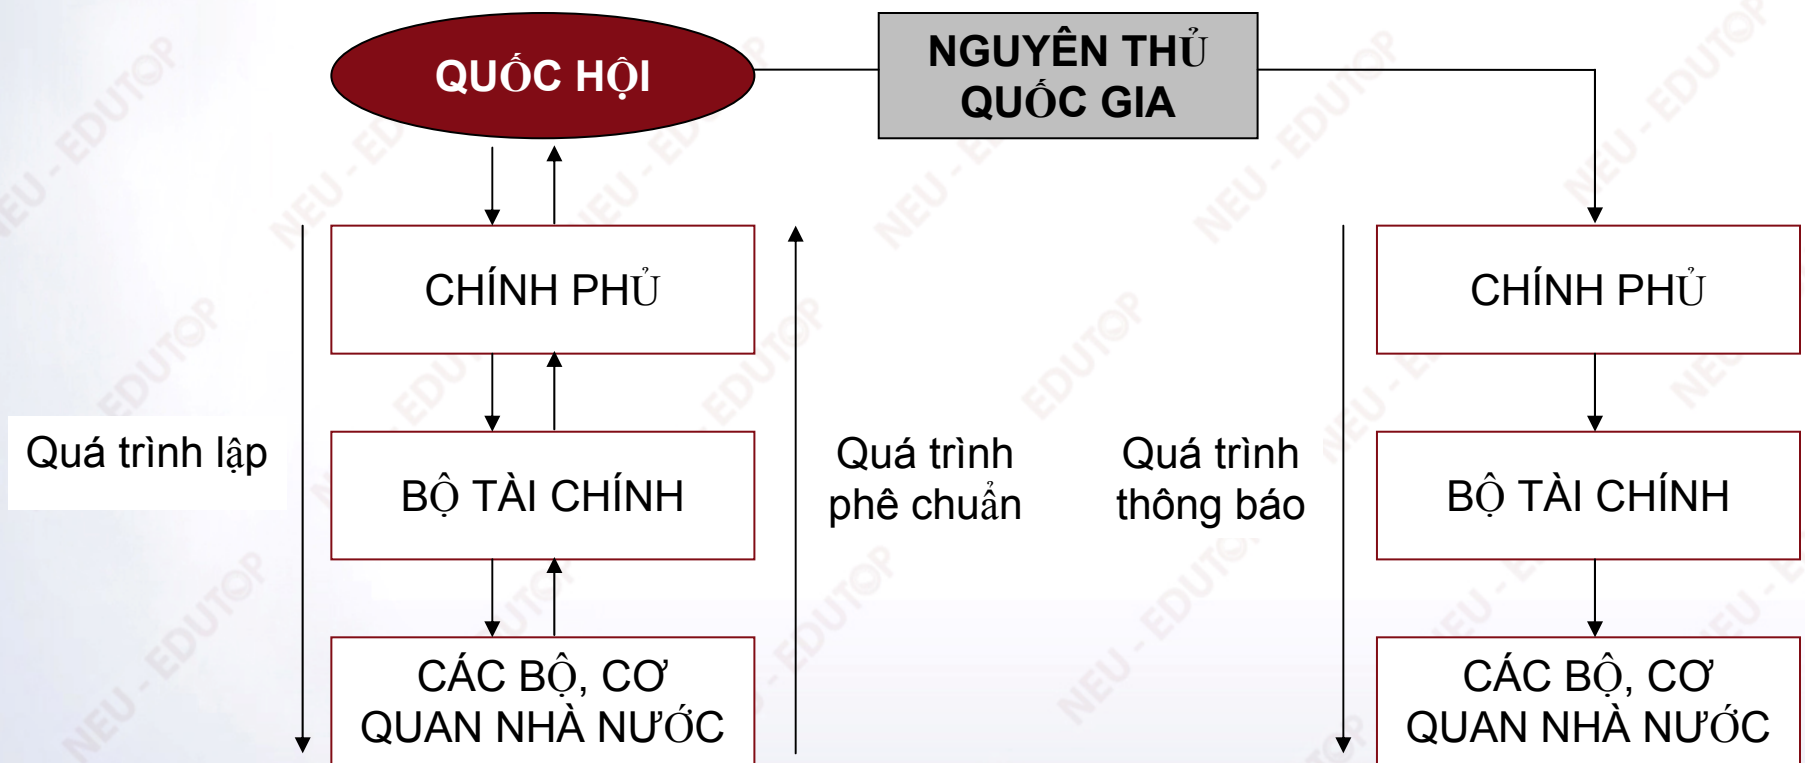 QUỐC HỘI
NGUYÊN THỦ
QUỐC GIA
CHÍNH PHỦ
CHÍNH PHỦ
Quá trình lập
BỘ TÀI CHÍNH
Quá trình
phê chuẩn
Quá trình
thông báo
BỘ TÀI CHÍNH
CÁC BỘ, CƠ
QUAN NHÀ NƯỚC
CÁC BỘ, CƠ
QUAN NHÀ NƯỚC
NEU - EDUTOP